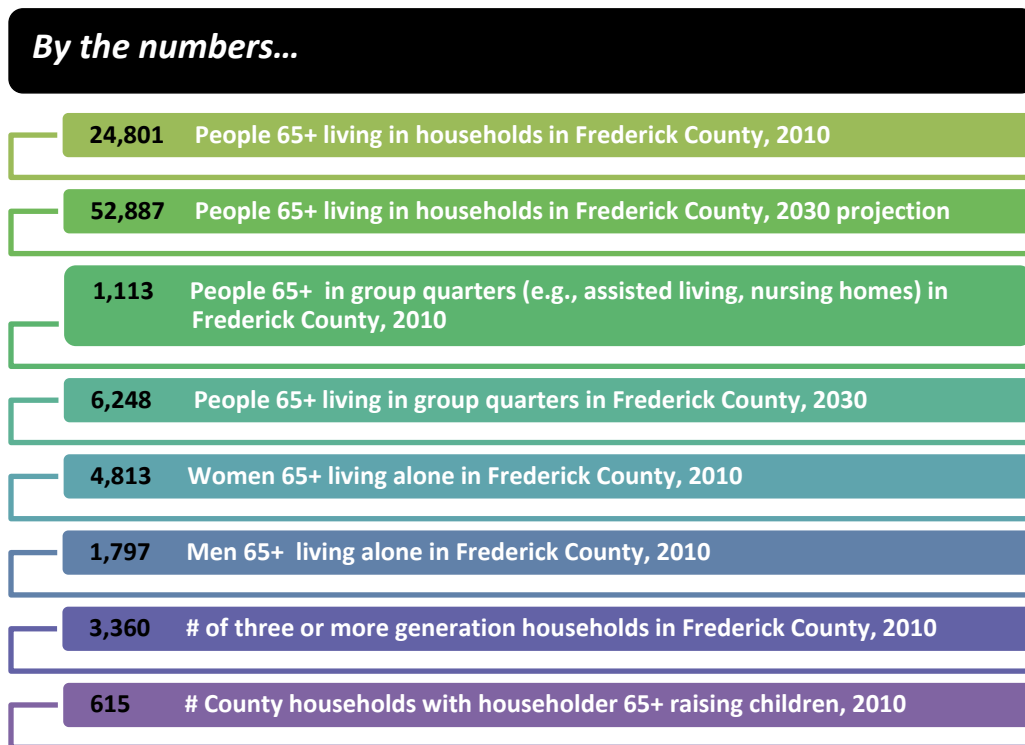 By the numbers…
24,801 People 65+ living in households in Frederick County, 2010
52,887 People 65+ living in households in Frederick County, 2030 projection
1,113 People 65+ in group quarters (e.g., assisted living, nursing homes) in
Frederick County, 2010
6,248 People 65+ living in group quarters in Frederick County, 2030
4,813 Women 65+ living alone in Frederick County, 2010
1,797 Men 65+ living alone in Frederick County, 2010
3,360 # of three or more generation households in Frederick County, 2010
615 # County households with householder 65+ raising children, 2010